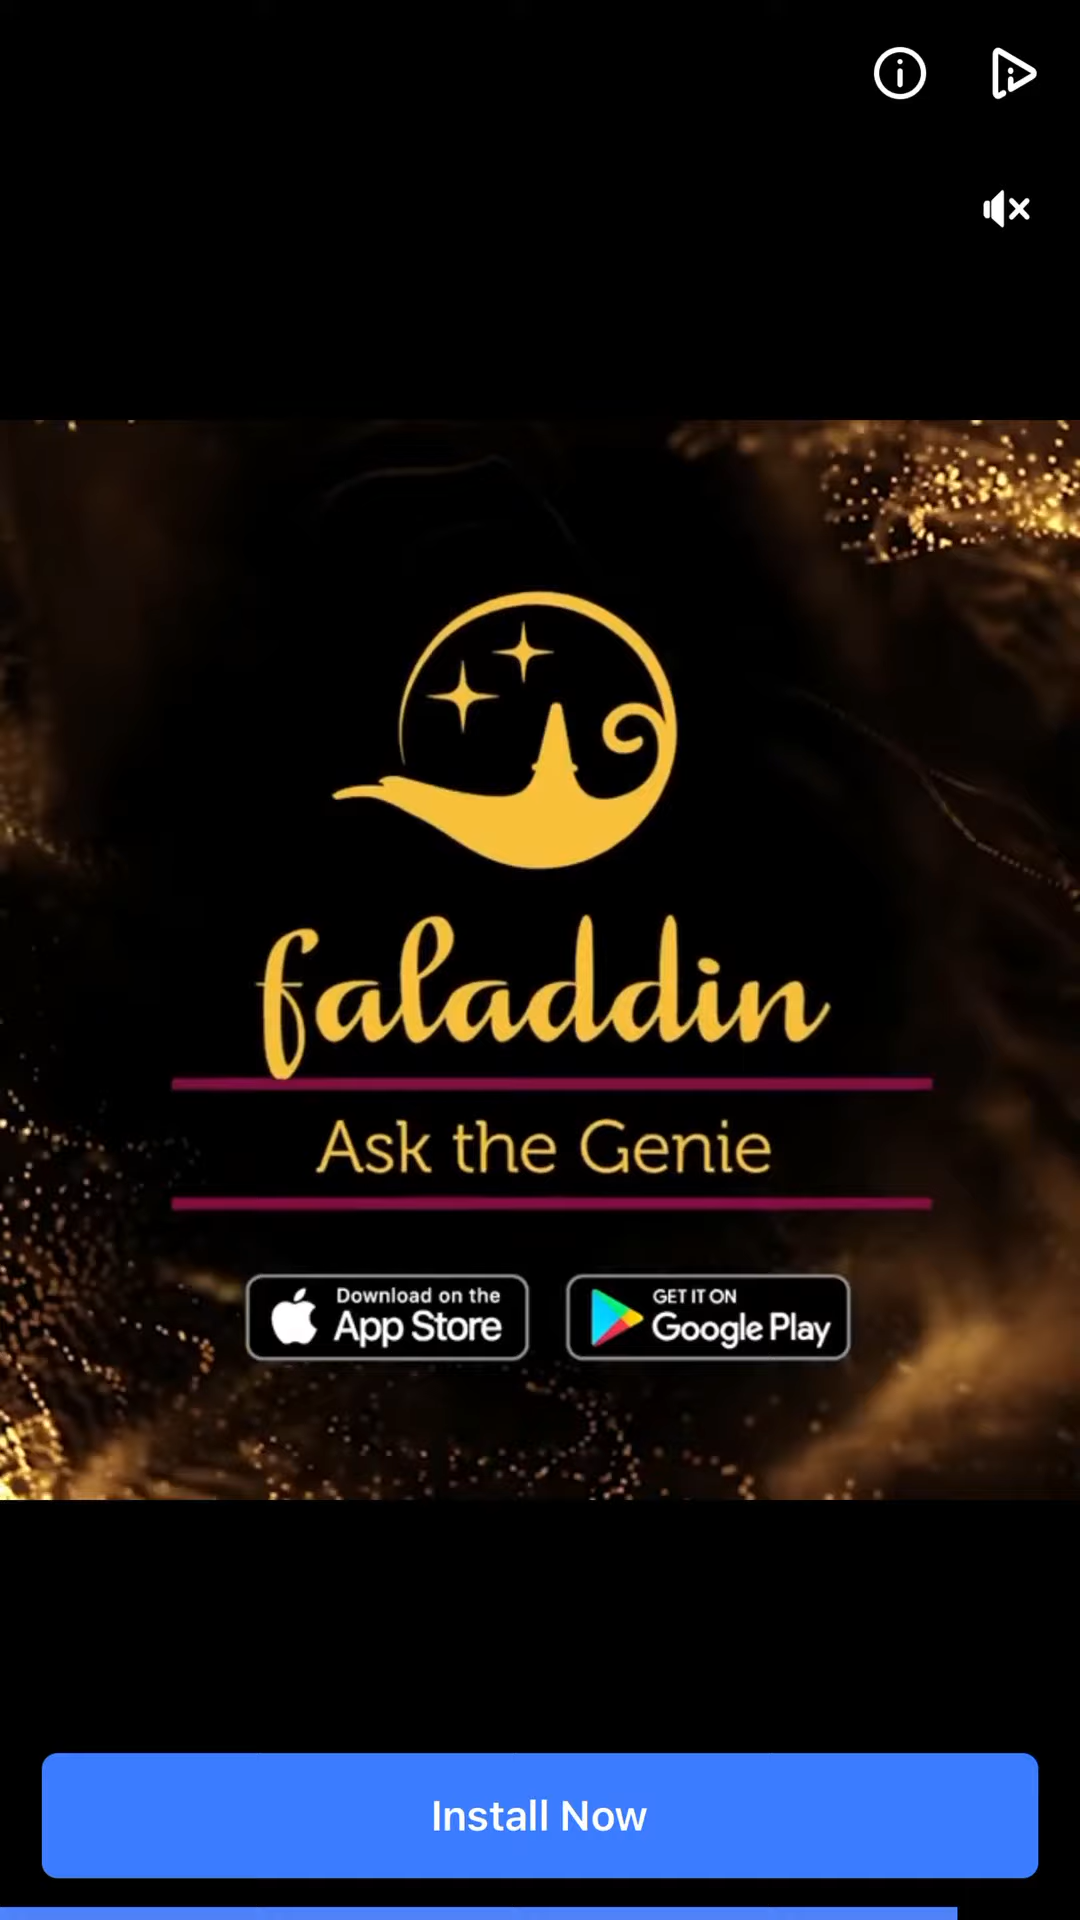 faladdin
Ask the Genie
Download on the
App Store
GET IT ON
Google Play
Install Now